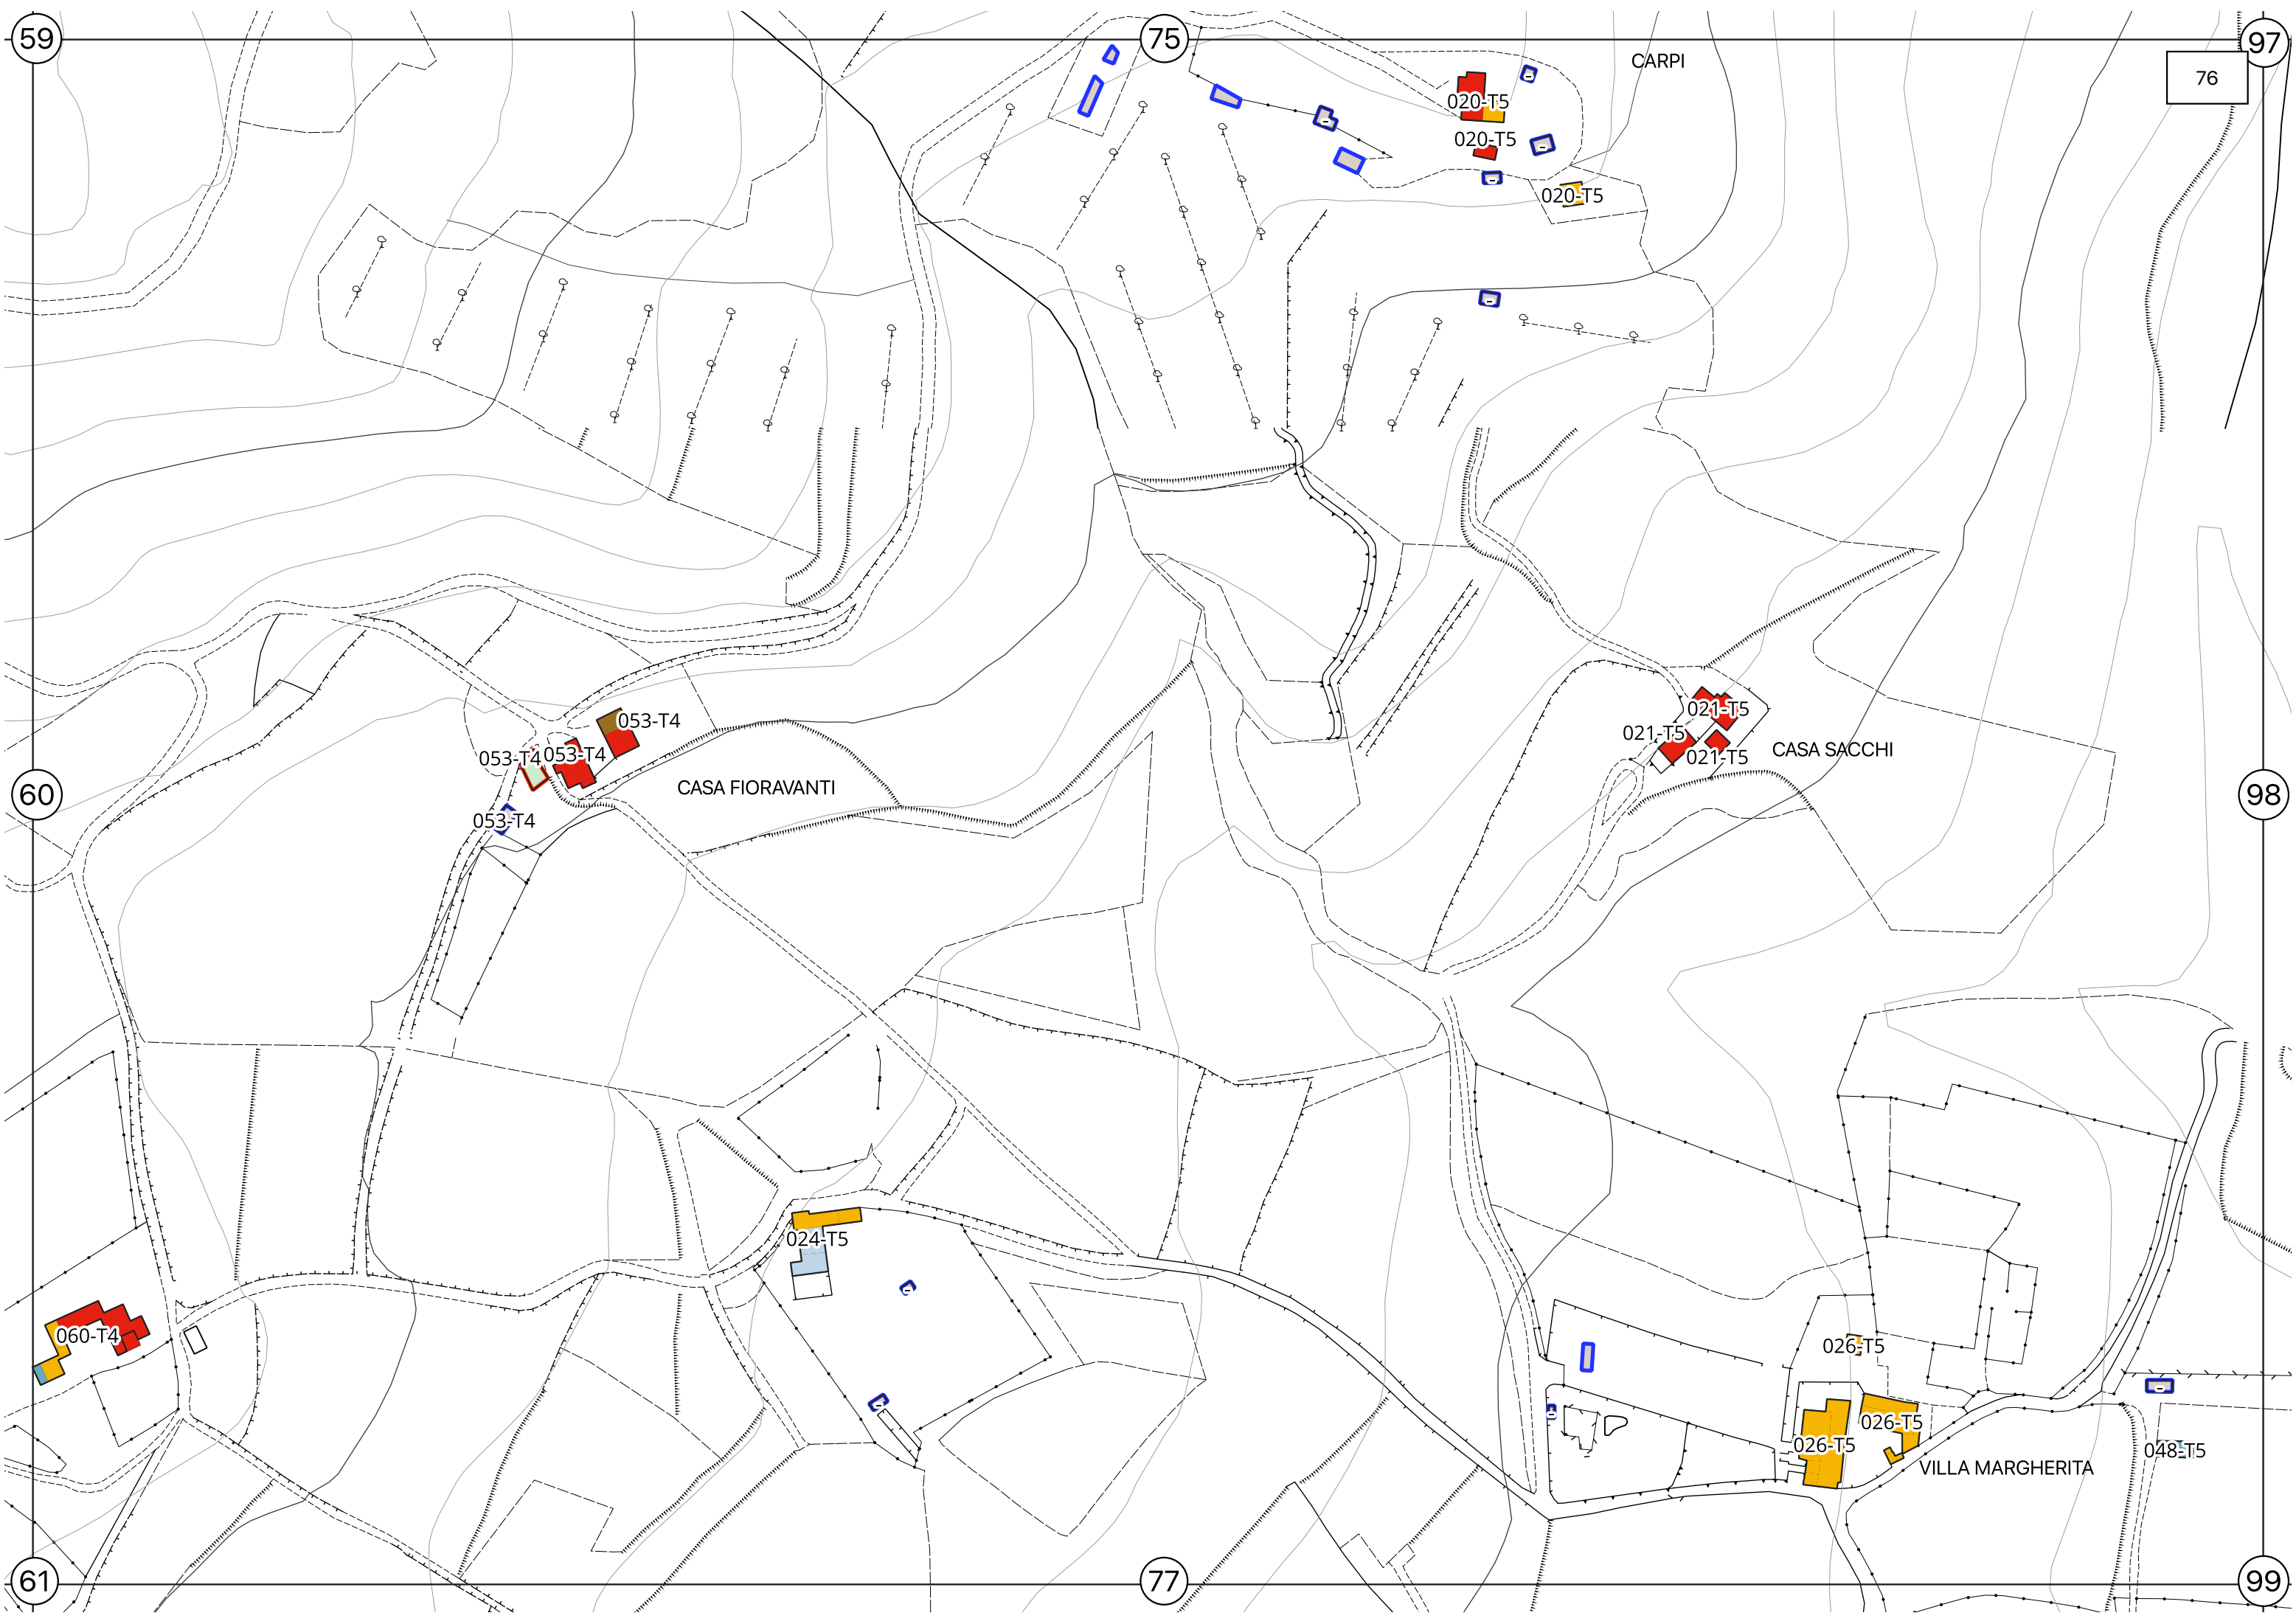 59
75
97
76
CARPI
020-T5
020-T5
020-T5
053-T4
053-T4
053-T4
053-T4
CASA FIORAVANTI
021-T5
021-T5
021-T5
CASA SACCHI
60
98
024-T5
060-T4
026-T5
026-T5
026-T5
048-T5
VILLA MARGHERITA
61
77
99